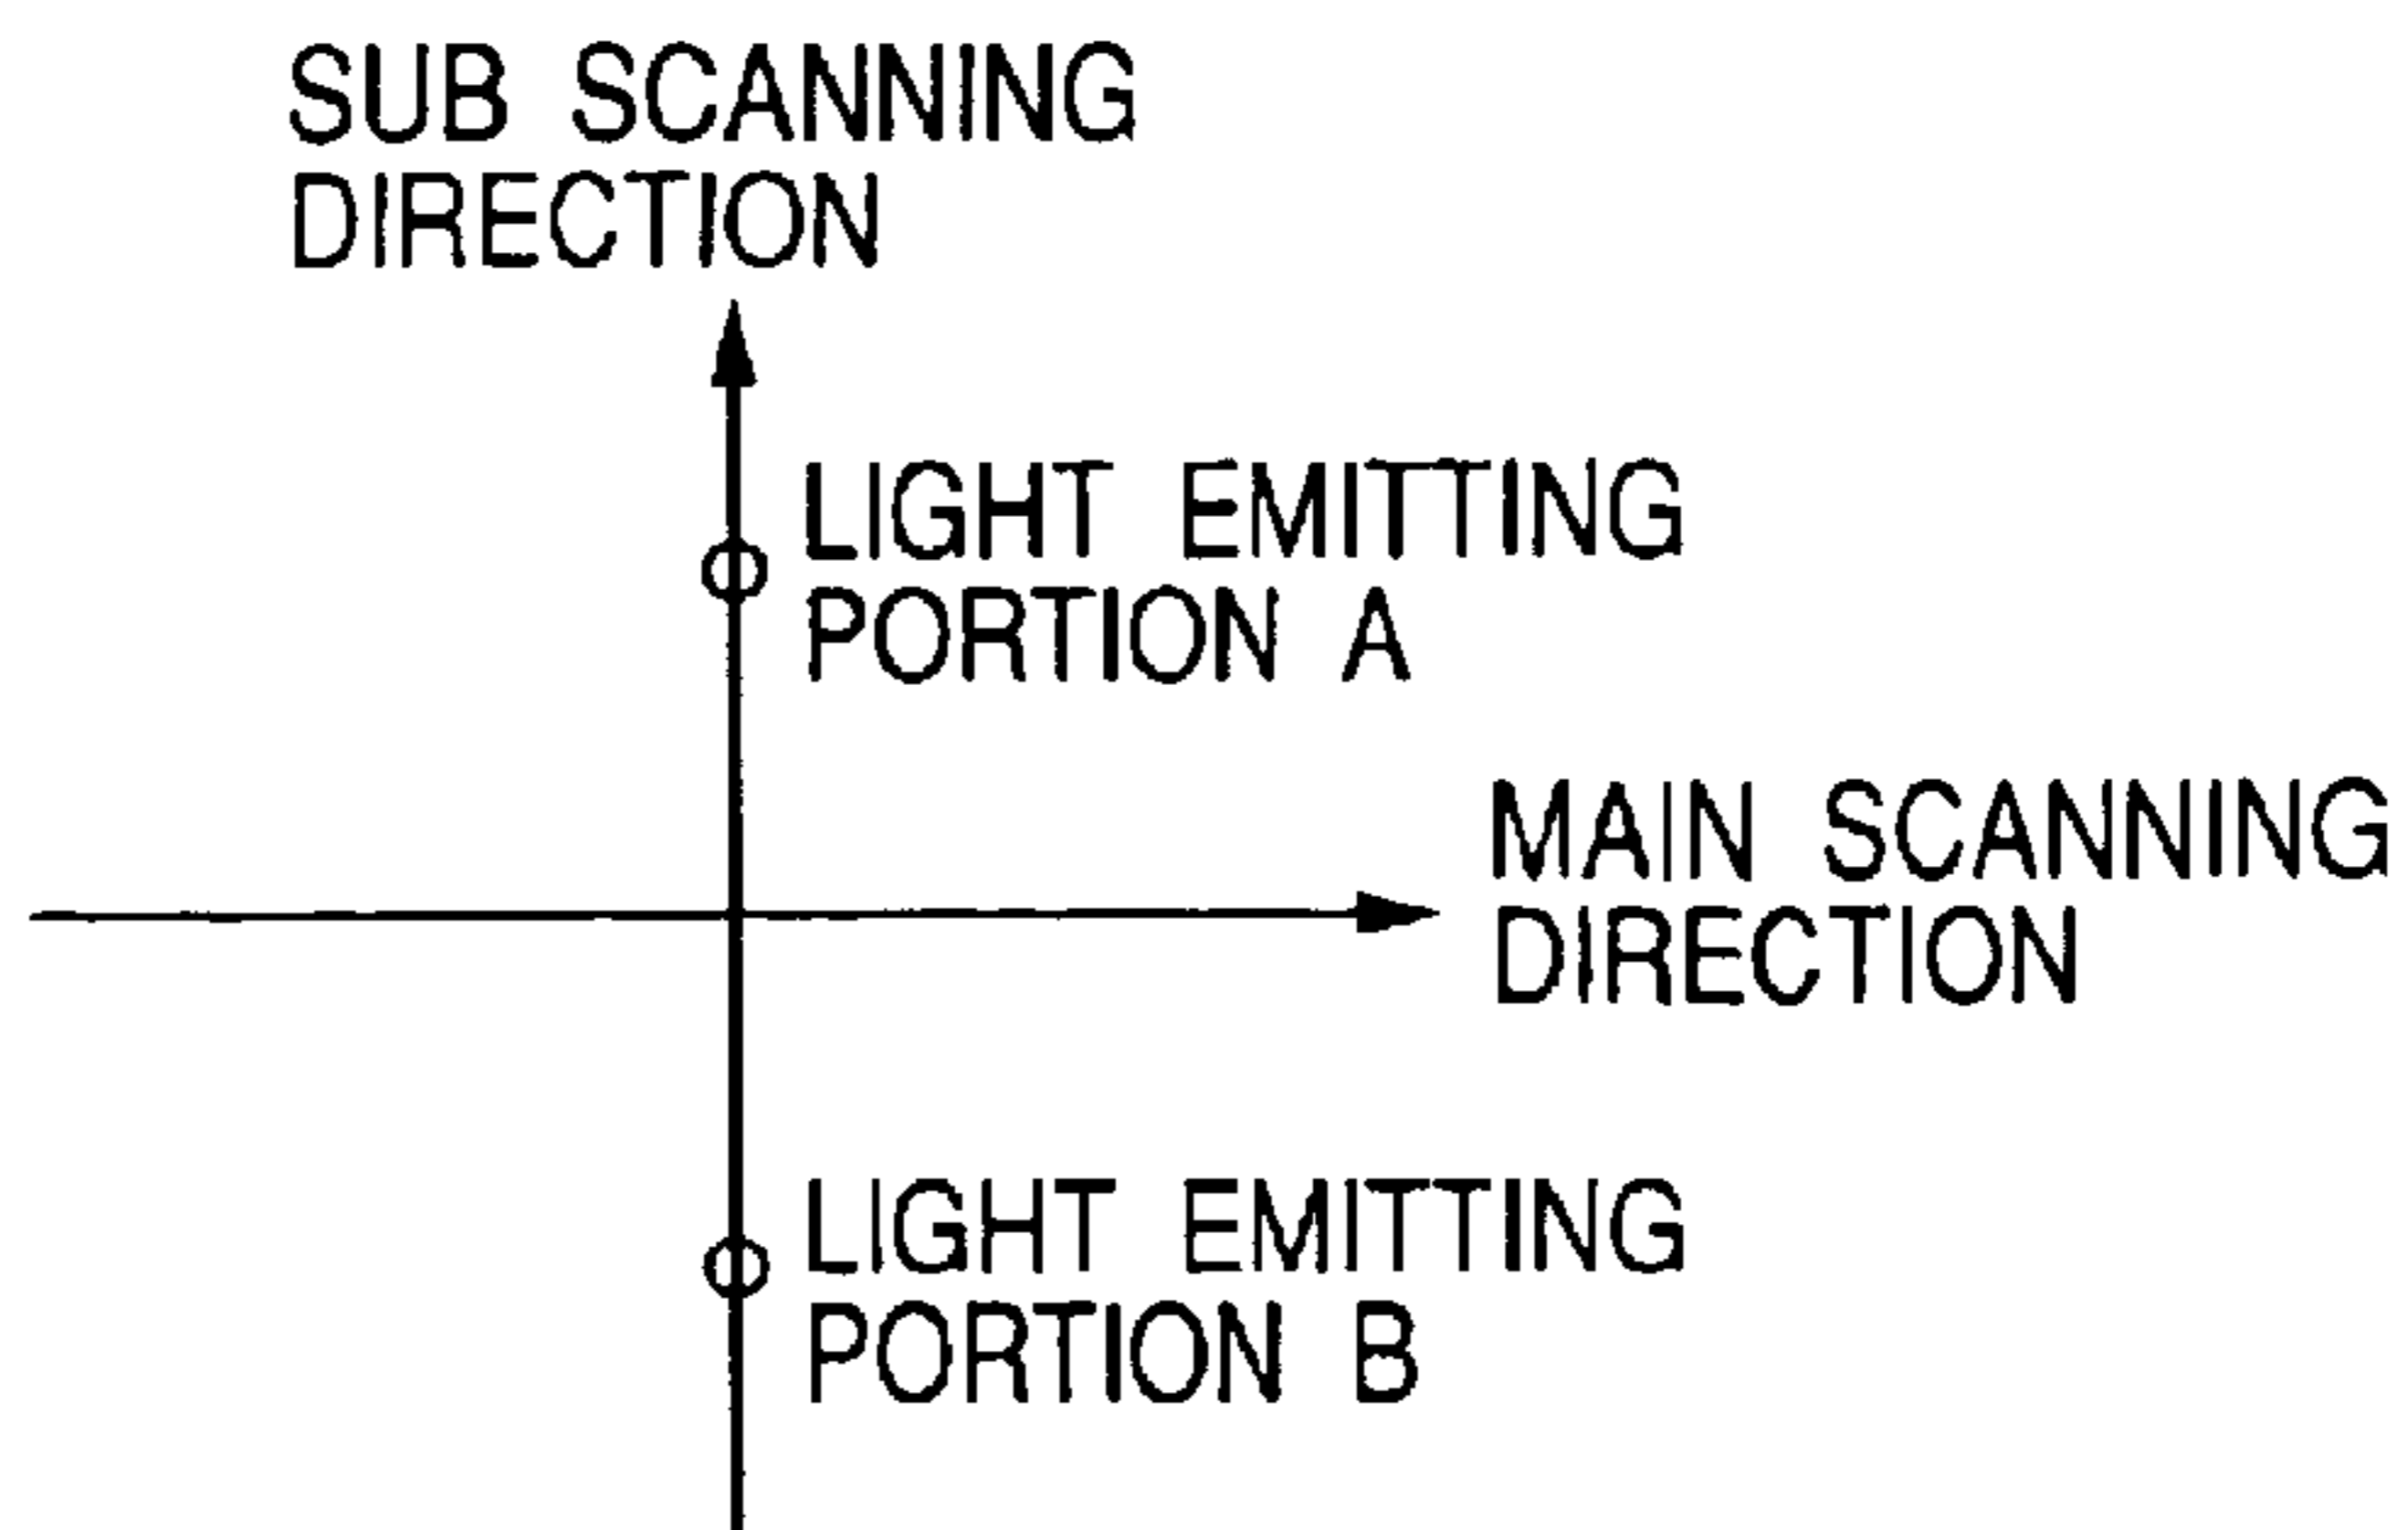 SUB SCANNING
DIRECTION
LIGHT EMITTING
PORTION A
MAIN SCANNING
DIRECTION
LIGHT EMITTING
PORTION B